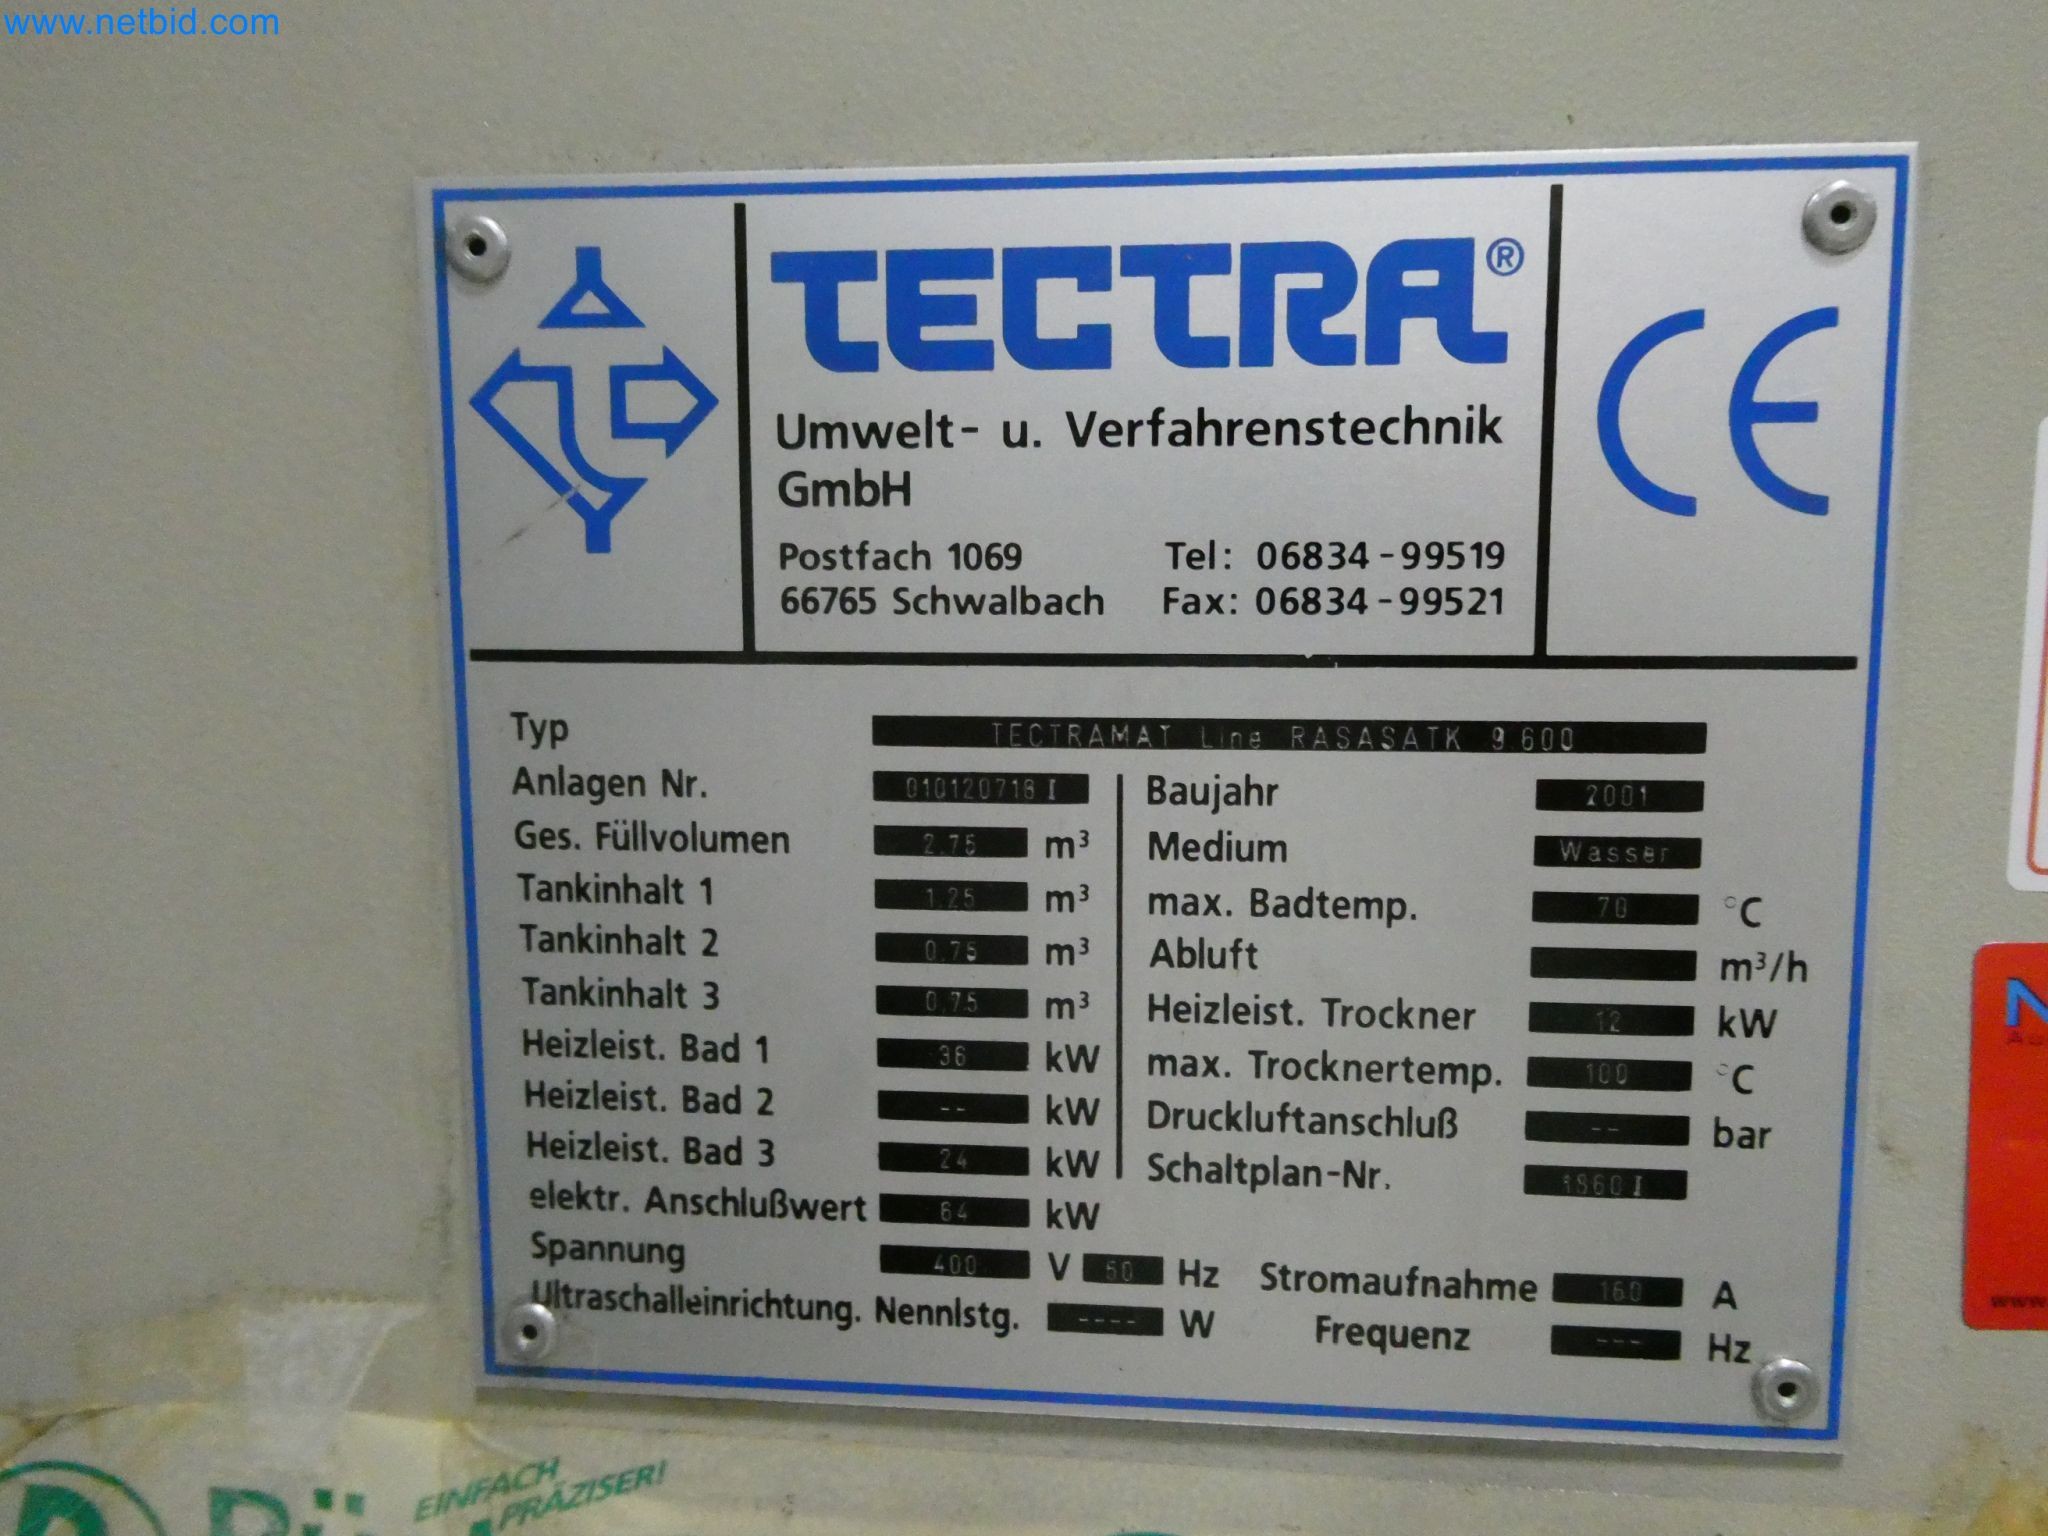 www.netbid.com
TECTRA®
Umwelt- u. Verfahrenstechnik
GmbH
Postfach 1069 Tel: 06834-99519
66765 Schwalbach Fax: 06834-99521
CE
Typ TECTRAMAT Line RASASATK 9.600
Anlagen Nr. 010120716 I Baujahr 2001
Ges. Füllvolumen 2.75 m³ Medium Wasser
Tankinhalt 1 1.25 m³ max. Badtemp. 70 °C
Tankinhalt 2 0.75 m³ Abluft m³/h
Tankinhalt 3 0.75 m³ Heizleist. Trockner 12 kW
Heizleist. Bad 1 36 kW max. Trocknertemp. 100 °C
Heizleist. Bad 2 -- kW Druckluftanschluß -- bar
Heizleist. Bad 3 24 kW Schaltplan-Nr. 1860 I
elektr. Anschlußwert 64 kW
Spannung 400 V 50 Hz Stromaufnahme 160 A
Ultraschalleinrichtung. Nennlstg. ---- W Frequenz --- Hz
EINFACH
PRÄZISER!